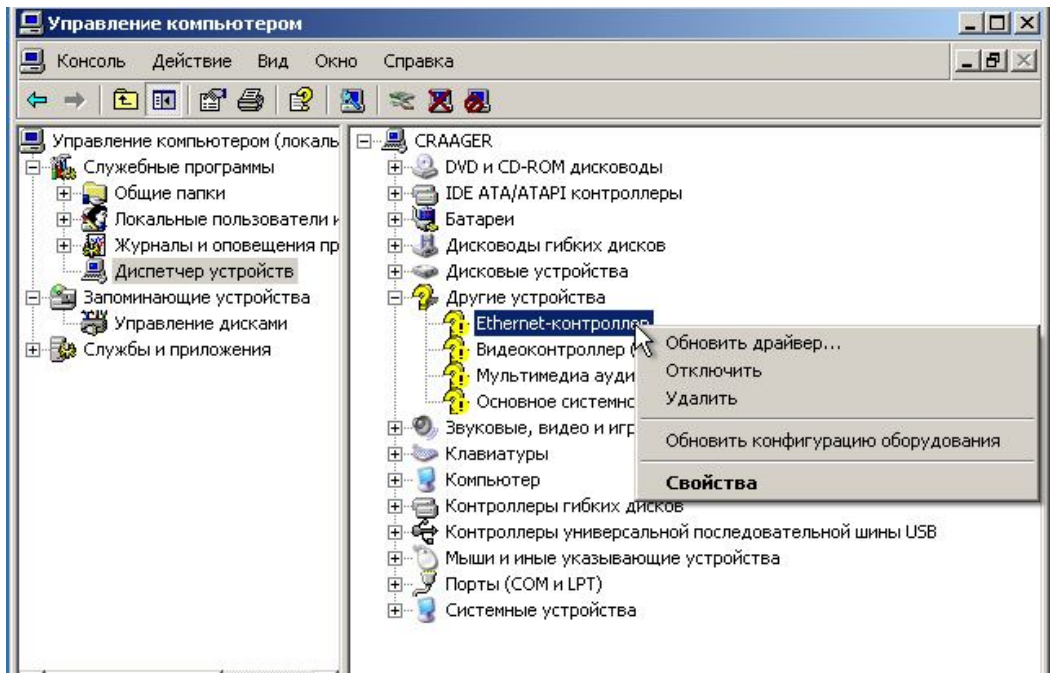 Управление компьютером
Консоль Действие Вид Окно Справка
Управление компьютером (локаль
Служебные программы
Общие папки
Локальные пользователи и
Журналы и оповещения пр
Диспетчер устройств
Запоминающие устройства
Управление дисками
Службы и приложения
CRAAGER
DVD и CD-ROM дисководы
IDE ATA/ATAPI контроллеры
Батареи
Дисководы гибких дисков
Дисковые устройства
Другие устройства
Ethernet-контроллер
Видеоконтроллер (
Мультимедиа ауди
Основное системно
Звуковые, видео и игр
Клавиатуры
Компьютер
Контроллеры гибких дисков
Контроллеры универсальной последовательной шины USB
Мыши и иные указывающие устройства
Порты (COM и LPT)
Системные устройства
Обновить драйвер...
Отключить
Удалить
Обновить конфигурацию оборудования
Свойства